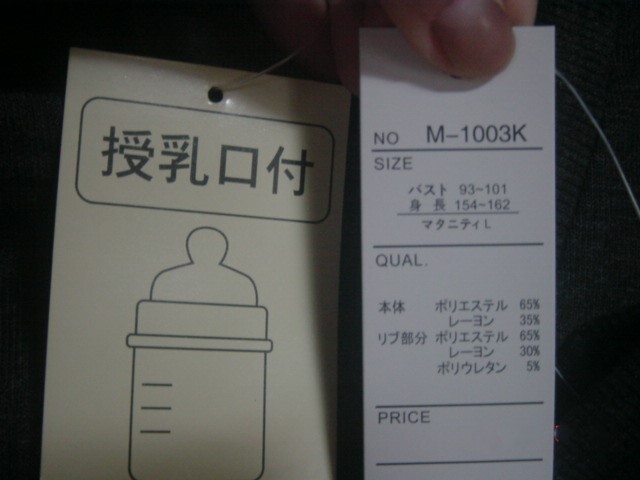 授乳口付
NO M-1003K
SIZE
バスト 93~101
身長 154~162
マタニティL
QUAL.
本体 ポリエステル 65%
レーヨン 35%
リブ部分 ポリエステル 65%
レーヨン 30%
ポリウレタン 5%
PRICE